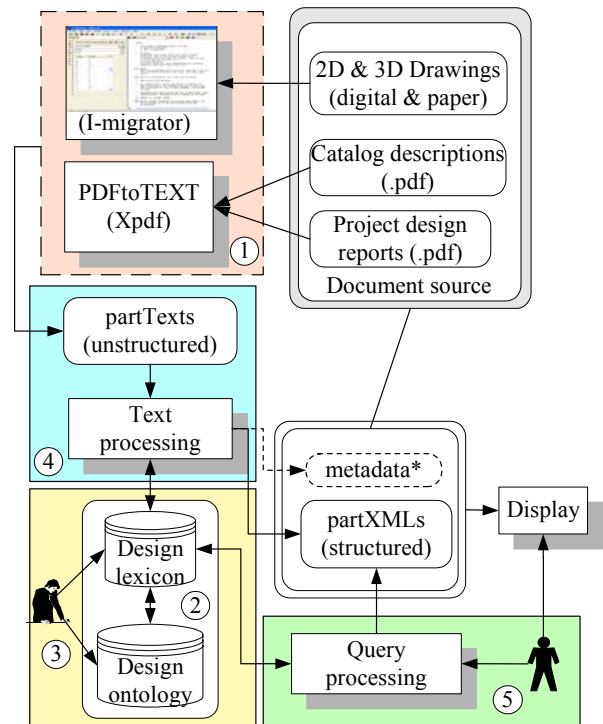 (I-migrator)
PDFtoTEXT
(Xpdf)
1
2D & 3D Drawings
(digital & paper)
Catalog descriptions
(.pdf)
Project design
reports (.pdf)
Document source
partTexts
(unstructured)
Text
processing
4
metadata*
partXMLs
(structured)
Display
Design
lexicon
2
3
Design
ontology
Query
processing
5